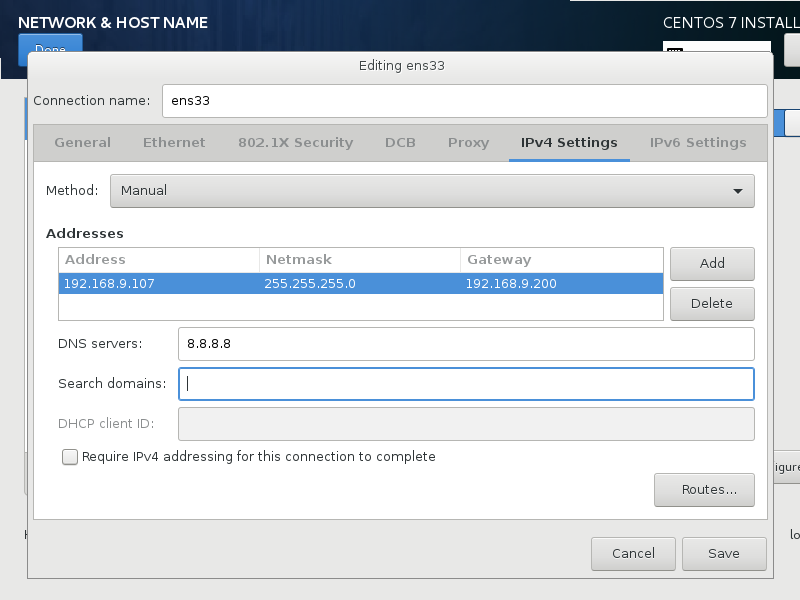 NETWORK & HOST NAME
CENTOS 7 INSTALL
Done
Editing ens33
Connection name: ens33
General Ethernet 802.1X Security DCB Proxy IPv4 Settings IPv6 Settings
Method: Manual
Addresses
Address Netmask Gateway
Add
192.168.9.107 255.255.255.0 192.168.9.200
Delete
DNS servers: 8.8.8.8
Search domains:
DHCP client ID:
Require IPv4 addressing for this connection to complete
igure
Routes...
lo
Cancel Save